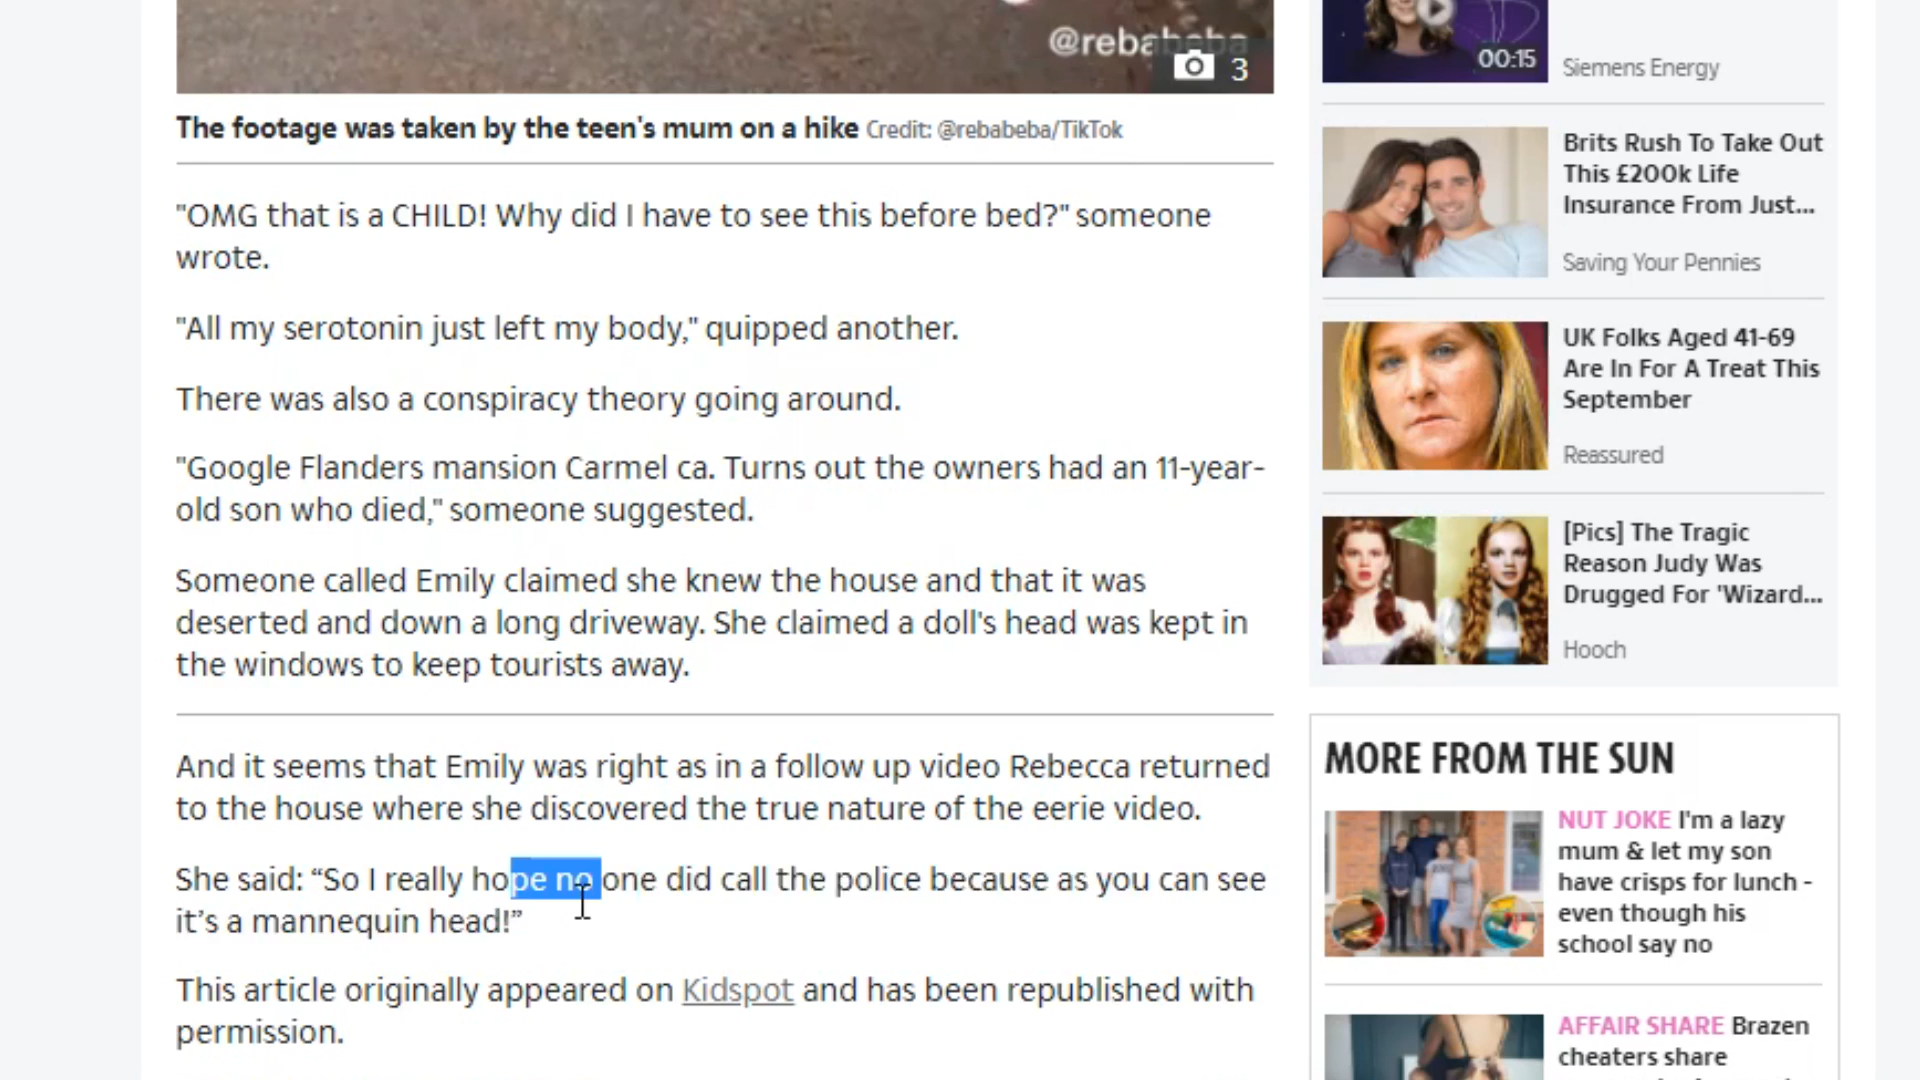 @rebabeba
3
The footage was taken by the teen's mum on a hike Credit: @rebabeba/TikTok
"OMG that is a CHILD! Why did I have to see this before bed?" someone
wrote.
"All my serotonin just left my body," quipped another.
There was also a conspiracy theory going around.
"Google Flanders mansion Carmel ca. Turns out the owners had an 11-year-
old son who died," someone suggested.
Someone called Emily claimed she knew the house and that it was
deserted and down a long driveway. She claimed a doll's head was kept in
the windows to keep tourists away.
And it seems that Emily was right as in a follow up video Rebecca returned
to the house where she discovered the true nature of the eerie video.
She said: “So I really hope no one did call the police because as you can see
it’s a mannequin head!”
This article originally appeared on Kidspot and has been republished with
permission.
00:15
Siemens Energy
Brits Rush To Take Out
This £200k Life
Insurance From Just...
Saving Your Pennies
UK Folks Aged 41-69
Are In For A Treat This
September
Reassured
[Pics] The Tragic
Reason Judy Was
Drugged For 'Wizard...
Hooch
MORE FROM THE SUN
NUT JOKE I'm a lazy
mum & let my son
have crisps for lunch -
even though his
school say no
AFFAIR SHARE Brazen
cheaters share